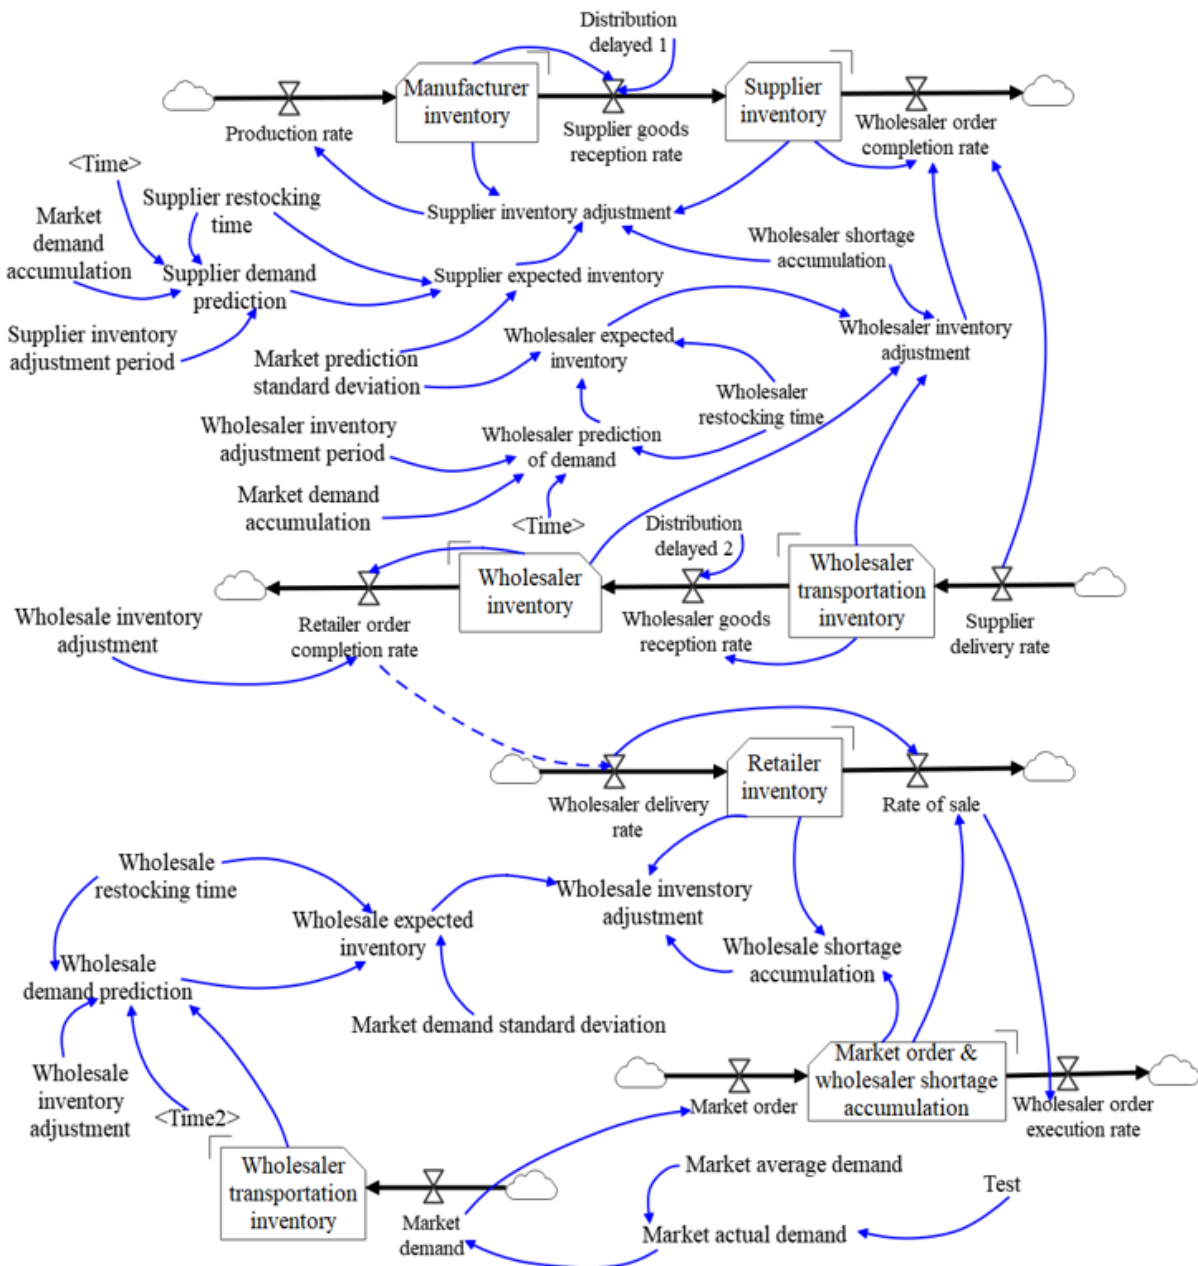 Distribution
delayed 1
Manufacturer
inventory
Supplier
inventory
Production rate
Supplier goods
reception rate
Wholesaler order
completion rate
<Time>
Supplier restocking
time
Market
demand
accumulation
Supplier inventory adjustment
Wholesaler shortage
accumulation
Supplier demand
prediction
Supplier expected inventory
Supplier inventory
adjustment period
Wholesaler expected
inventory
Wholesaler inventory
adjustment
Market prediction
standard deviation
Wholesaler
restocking time
Wholesaler inventory
adjustment period
Wholesaler prediction
of demand
Market demand
accumulation
<Time>
Distribution
delayed 2
Wholesaler
inventory
Wholesaler
transportation
inventory
Wholesale inventory
adjustment
Retailer order
completion rate
Wholesaler goods
reception rate
Supplier
delivery rate
Retailer
inventory
Wholesaler delivery
rate
Rate of sale
Wholesale
restocking time
Wholesale expected
inventory
Wholesale invenstory
adjustment
Wholesale shortage
accumulation
Wholesale
demand prediction
Market demand standard deviation
Wholesale
inventory
adjustment
<Time2>
Market order &
wholesaler shortage
accumulation
Market order
Wholesaler order
execution rate
Wholesaler
transportation
inventory
Market
demand
Market average demand
Test
Market actual demand